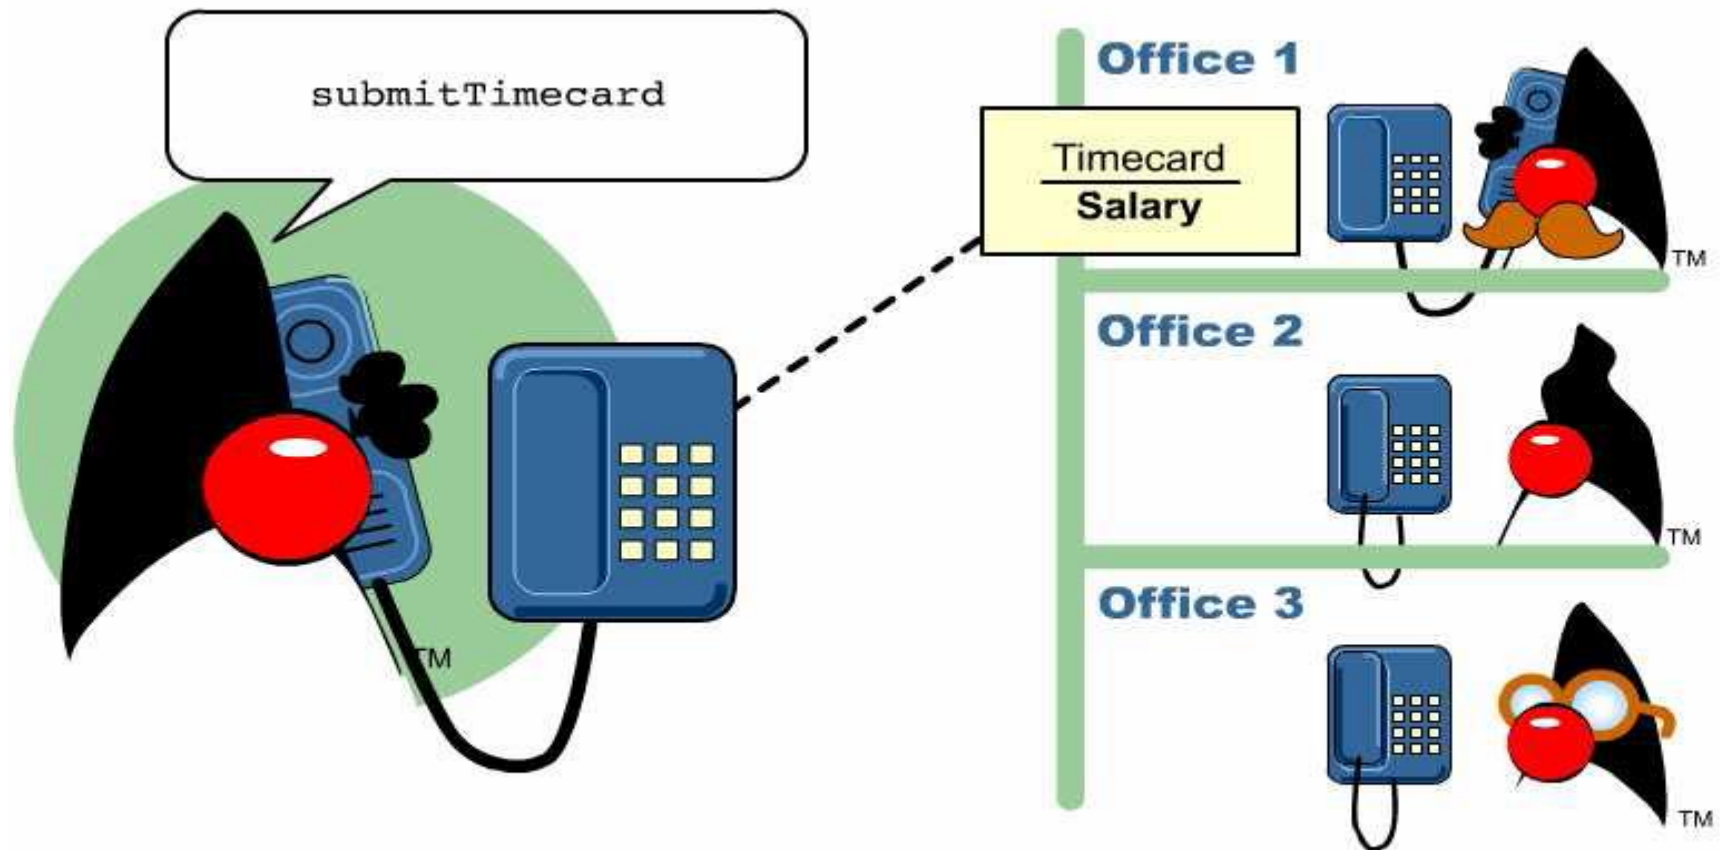 submitTimecard
TM
Office 1
Timecard
Salary
TM
Office 2
TM
Office 3
TM